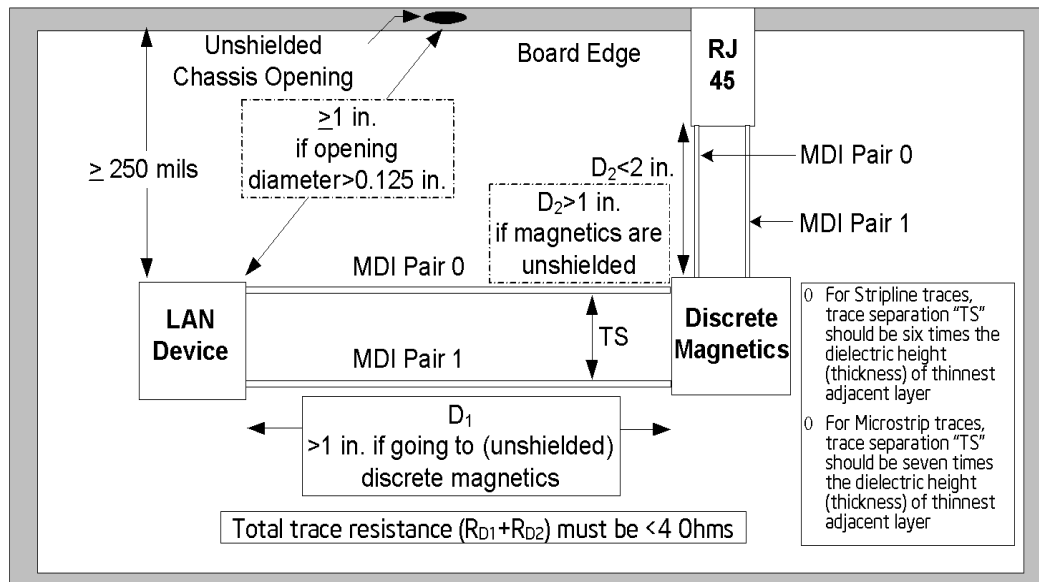 Unshielded
Chassis Opening
Board Edge
RJ
45
≥ 250 mils
≥1 in.
if opening
diameter>0.125 in.
D₂<2 in.
MDI Pair 0
MDI Pair 1
D₂>1 in.
if magnetics are
unshielded
MDI Pair 0
LAN
Device
TS
Discrete
Magnetics
MDI Pair 1
() For Stripline traces,
trace separation "TS"
should be six times the
dielectric height
(thickness) of thinnest
adjacent layer
() For Microstrip traces,
trace separation "TS"
should be seven times
the dielectric height
(thickness) of thinnest
adjacent layer
D₁
>1 in. if going to (unshielded)
discrete magnetics
Total trace resistance (R_D1+R_D2) must be <4 Ohms